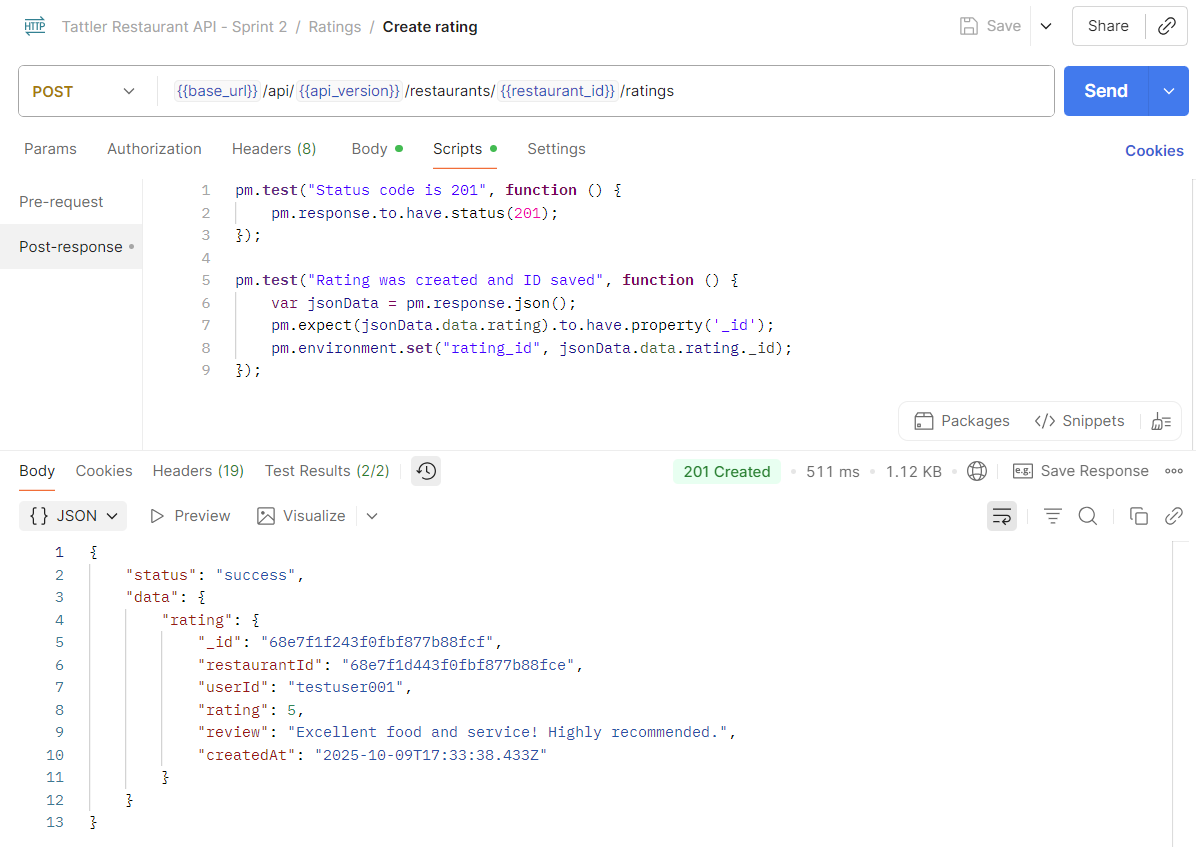 HTTP Tattler Restaurant API - Sprint 2 / Ratings / Create rating Save Share
POST {{base_url}} /api/ {{api_version}} /restaurants/ {{restaurant_id}} /ratings Send
Params Authorization Headers (8) Body Scripts Settings Cookies
Pre-request
Post-response
1 pm.test("Status code is 201", function () {
2 pm.response.to.have.status(201);
3 });
4
5 pm.test("Rating was created and ID saved", function () {
6 var jsonData = pm.response.json();
7 pm.expect(jsonData.data.rating).to.have.property('_id');
8 pm.environment.set("rating_id", jsonData.data.rating._id);
9 });
Packages </> Snippets
Body Cookies Headers (19) Test Results (2/2) 201 Created 511 ms 1.12 KB e.g. Save Response
{} JSON Preview Visualize
1 {
2 "status": "success",
3 "data": {
4 "rating": {
5 "_id": "68e7f1f243f0fbf877b88fcf",
6 "restaurantId": "68e7f1d443f0fbf877b88fce",
7 "userId": "testuser001",
8 "rating": 5,
9 "review": "Excellent food and service! Highly recommended.",
10 "createdAt": "2025-10-09T17:33:38.433Z"
11 }
12 }
13 }